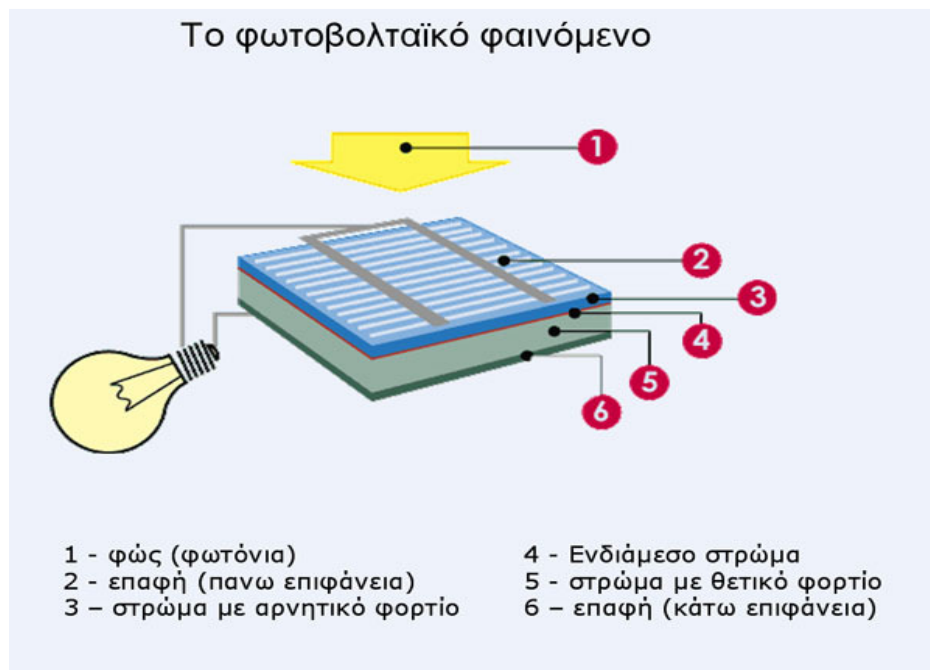 Το φωτοβολταϊκό φαινόμενο
1
2
3
4
5
6
1 - φώς (φωτόνια)
2 - επαφή (πανω επιφάνεια)
3 – στρώμα με αρνητικό φορτίο
4 - Ενδιάμεσο στρώμα
5 - στρώμα με θετικό φορτίο
6 – επαφή (κάτω επιφάνεια)